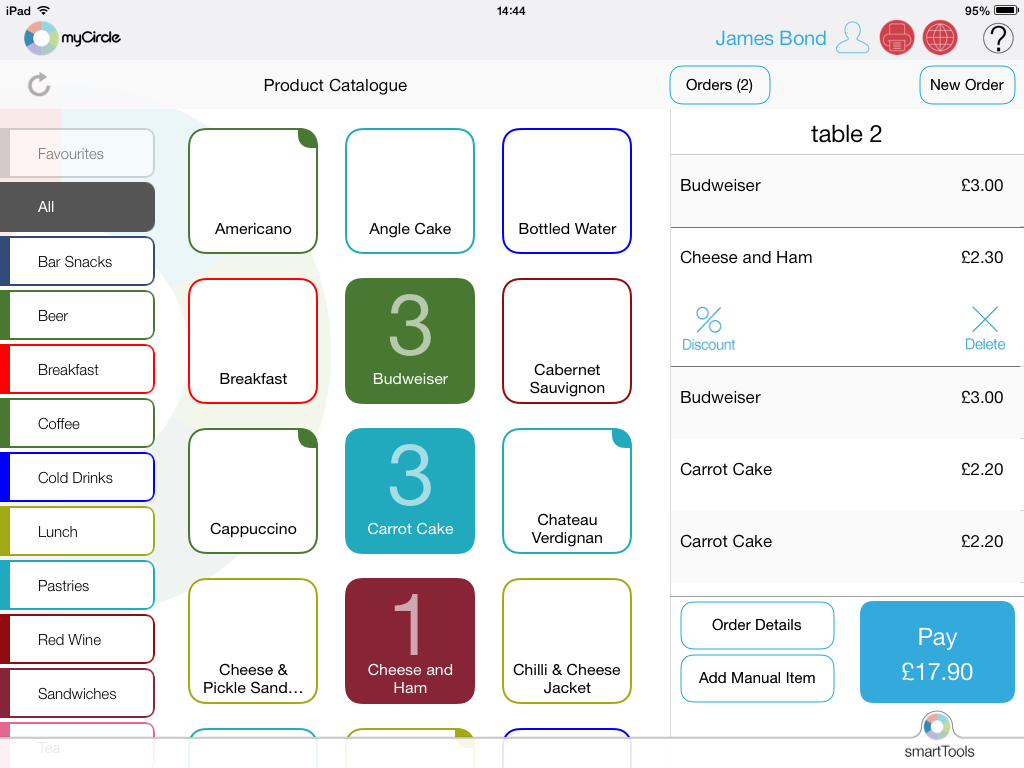 iPad
14:44
95%
myCircle
James Bond
?
Product Catalogue
Orders (2)
New Order
Favourites
All
Bar Snacks
Beer
Breakfast
Coffee
Cold Drinks
Lunch
Pastries
Red Wine
Sandwiches
Tea
Americano
Angle Cake
Bottled Water
Breakfast
3
Budweiser
Cabernet
Sauvignon
Cappuccino
3
Carrot Cake
Chateau
Verdignan
Cheese &
Pickle Sand…
1
Cheese and
Ham
Chilli & Cheese
Jacket
table 2
Budweiser £3.00
Cheese and Ham £2.30
%
Discount
Delete
Budweiser £3.00
Carrot Cake £2.20
Carrot Cake £2.20
Order Details
Add Manual Item
Pay
£17.90
smartTools